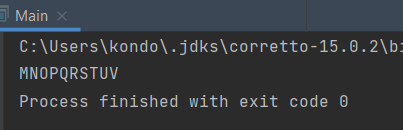 Main
C:\Users\kondo\.jdks\corretto-15.0.2\bi
MNOPQRSTUV
Process finished with exit code 0